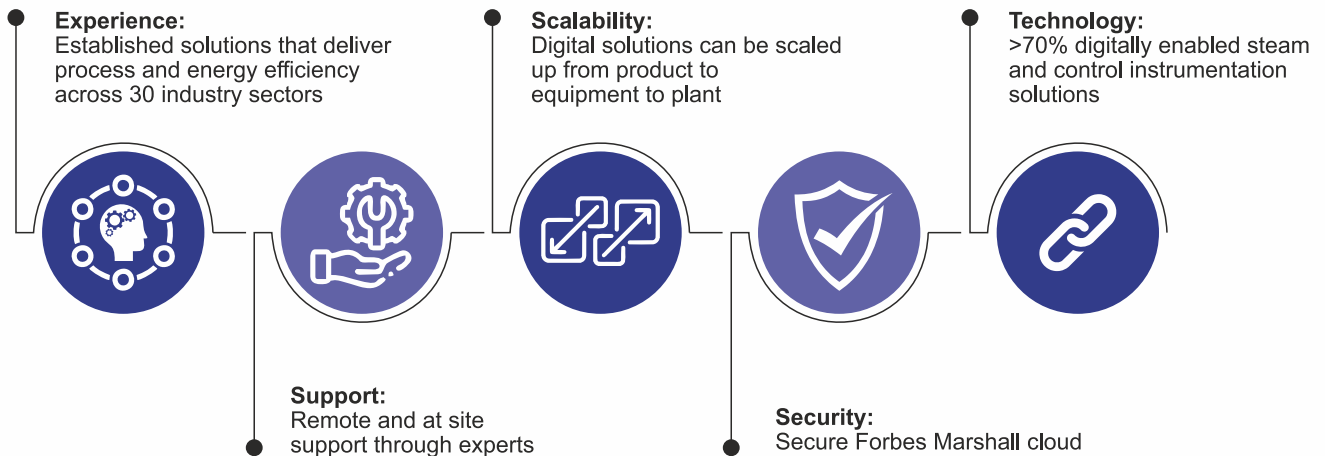 Experience:
Established solutions that deliver
process and energy efficiency
across 30 industry sectors
Scalability:
Digital solutions can be scaled
up from product to
equipment to plant
Technology:
>70% digitally enabled steam
and control instrumentation
solutions
Support:
Remote and at site
support through experts
Security:
Secure Forbes Marshall cloud